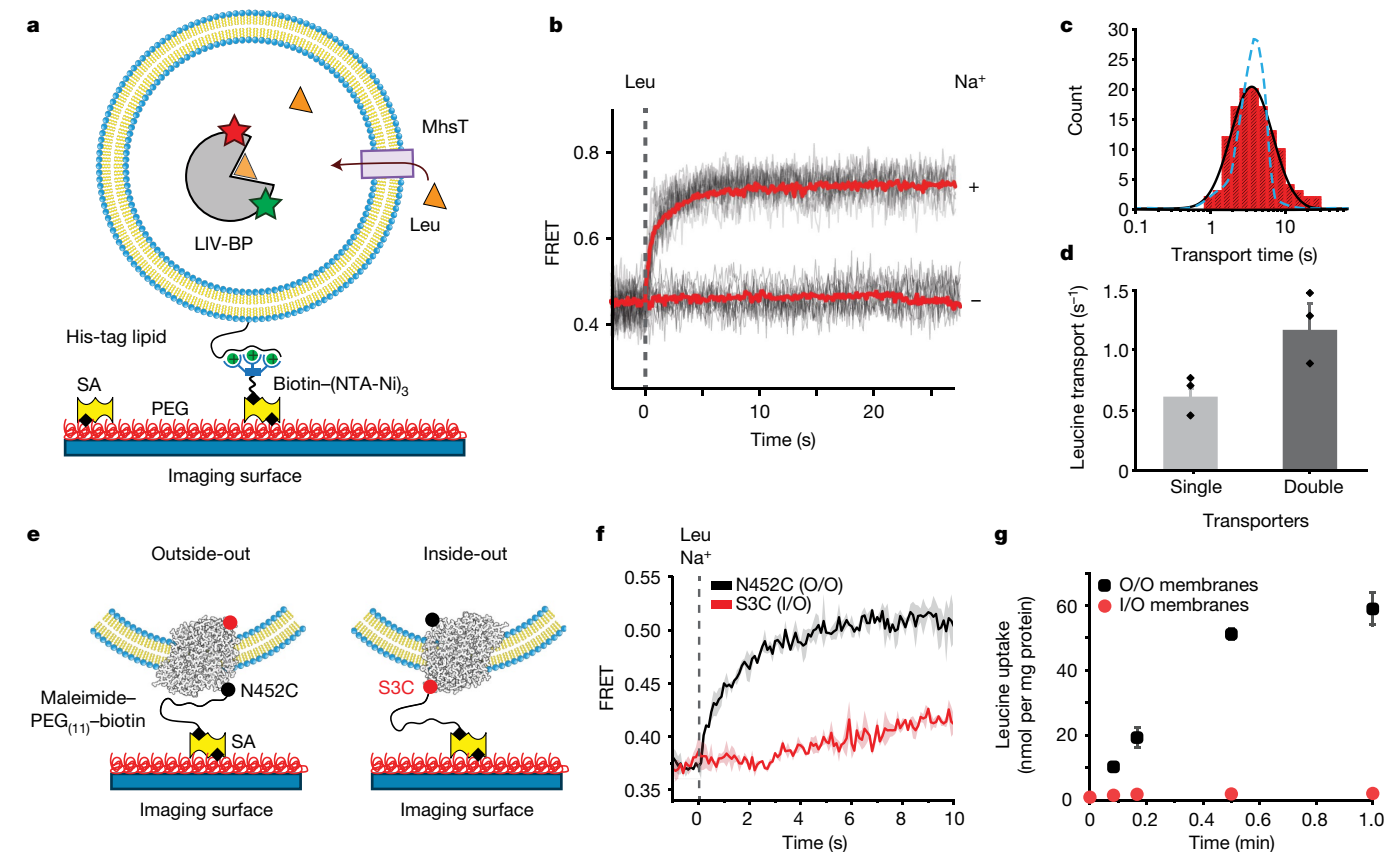 a
MhsT
Leu
LIV-BP
His-tag lipid
SA
PEG
Biotin–(NTA-Ni)3
Imaging surface
b
Leu
Na+
0.8
0.6
0.4
FRET
+
−
0
10
20
Time (s)
c
30
25
20
15
10
5
0
Count
0.1
1
10
Transport time (s)
d
1.5
1.0
0.5
0
Leucine transport (s−1)
Single
Double
Transporters
e
Outside-out
Inside-out
N452C
S3C
Maleimide–
PEG(11)–biotin
SA
Imaging surface
Imaging surface
f
Leu
Na+
0.55
0.50
0.45
0.40
0.35
FRET
N452C (O/O)
S3C (I/O)
0
2
4
6
8
10
Time (s)
g
O/O membranes
I/O membranes
60
40
20
0
Leucine uptake
(nmol per mg protein)
0
0.2
0.4
0.6
0.8
1.0
Time (min)